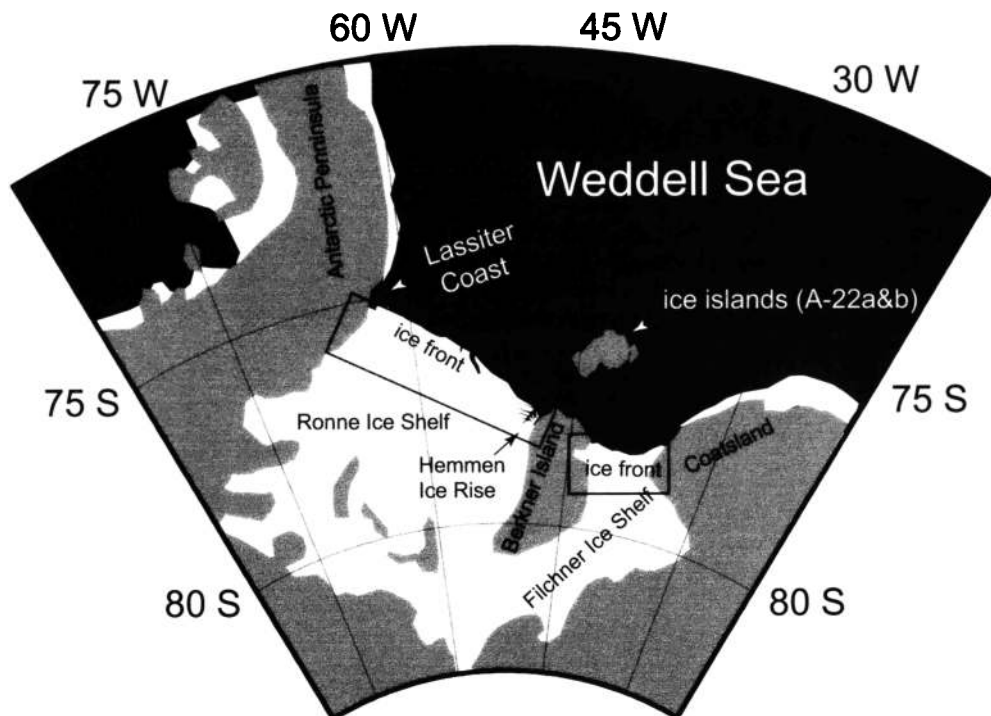 60 W
45 W
75 W
30 W
Antarctic Penninsula
Weddell Sea
Lassiter
Coast
ice islands (A-22a&b)
ice front
75 S
75 S
Ronne Ice Shelf
Hemmen
Ice Rise
Berkner Island
ice front
Coatsland
Filchner Ice Shelf
80 S
80 S